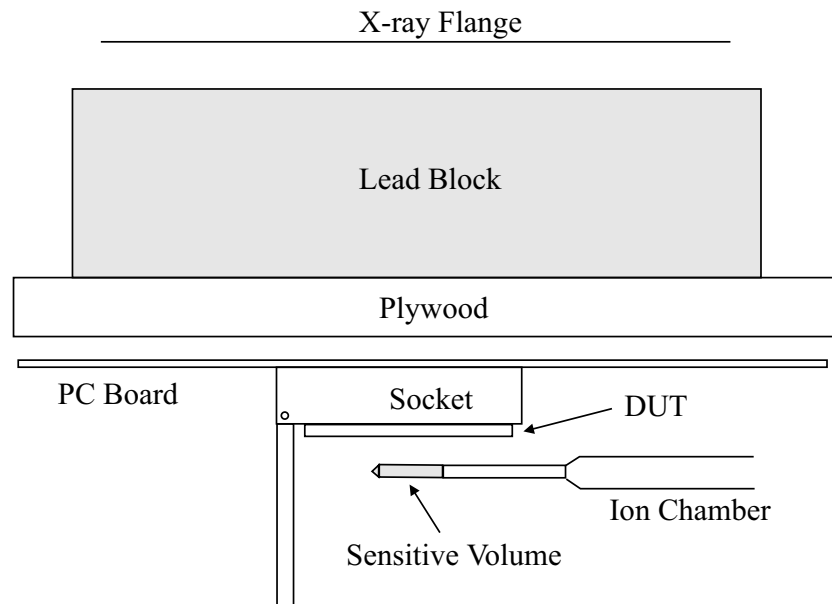 X-ray Flange
Lead Block
Plywood
PC Board
Socket
DUT
Ion Chamber
Sensitive Volume